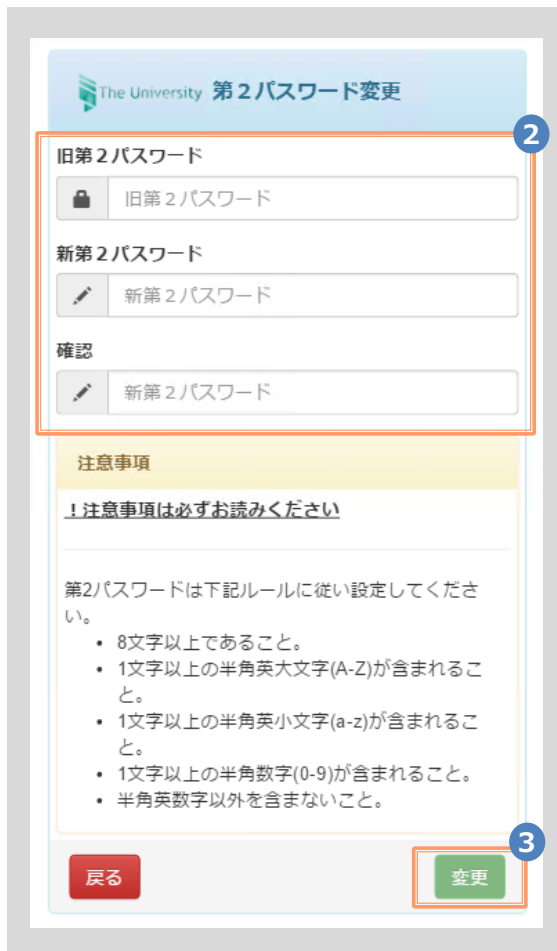 The University 第２パスワード変更
2
旧第２パスワード
旧第２パスワード
新第２パスワード
新第２パスワード
確認
新第２パスワード
注意事項
！注意事項は必ずお読みください
第2パスワードは下記ルールに従い設定してくださ
い。
• 8文字以上であること。
• 1文字以上の半角英大文字(A-Z)が含まれるこ
と。
• 1文字以上の半角英小文字(a-z)が含まれるこ
と。
• 1文字以上の半角数字(0-9)が含まれること。
• 半角英数字以外を含まないこと。
3
戻る 変更